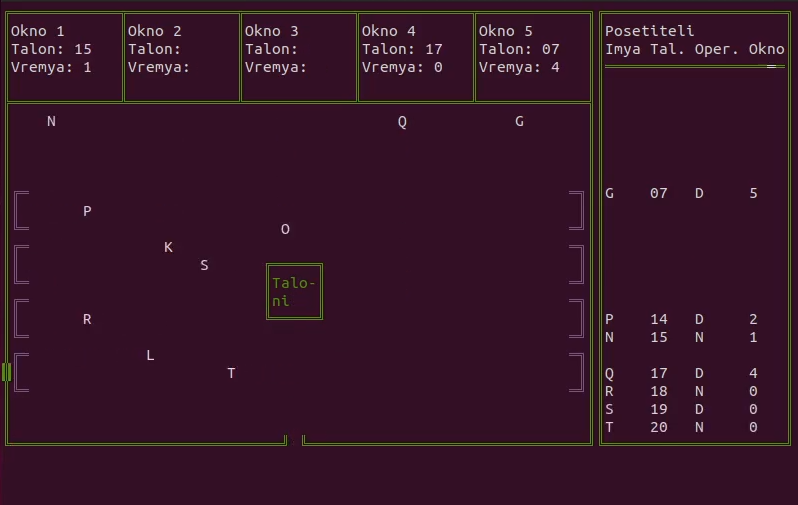 Okno 1
Talon: 15
Vremya: 1
Okno 2
Talon:
Vremya:
Okno 3
Talon:
Vremya:
Okno 4
Talon: 17
Vremya: 0
Okno 5
Talon: 07
Vremya: 4
Posetiteli
Imya Tal. Oper. Okno
N Q G
G 07 D 5
P
O
K
S
Talo-
ni
R
L
T
P 14 D 2
N 15 N 1
Q 17 D 4
R 18 N 0
S 19 D 0
T 20 N 0